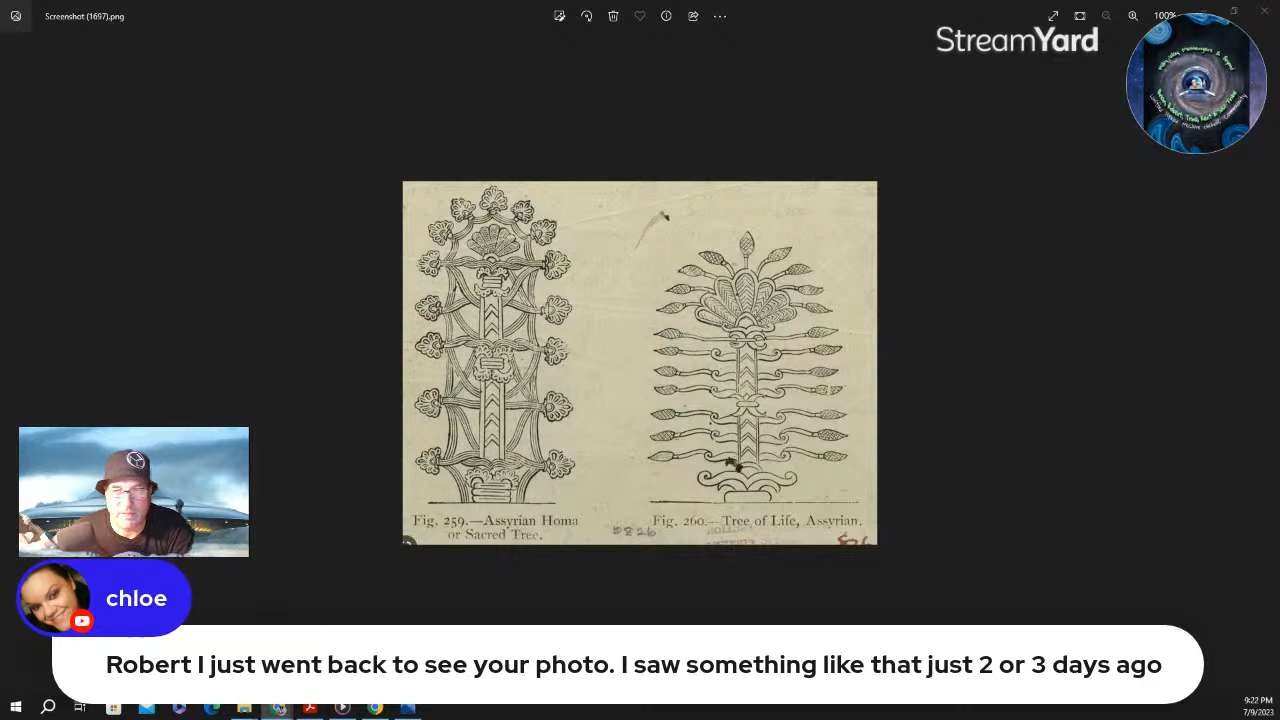 Screenshot (1697).png
100%
StreamYard
Fig. 259.—Assyrian Homa
or Sacred Tree.
Fig. 260.—Tree of Life, Assyrian.
#826
chloe
Robert I just went back to see your photo. I saw something like that just 2 or 3 days ago
9:22 PM
7/9/2023